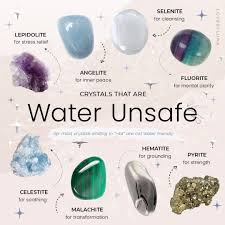 SELENITE
for cleansing
LEPIDOLITE
for stress relief
ANGELITE
for inner peace
FLUORITE
for mental clarity
CRYSTALS THAT ARE
Water Unsafe
for most crystals ending in "-ite" are not water friendly
HEMATITE
for grounding
PYRITE
for strength
CELESTITE
for soothing
MALACHITE
for transformation